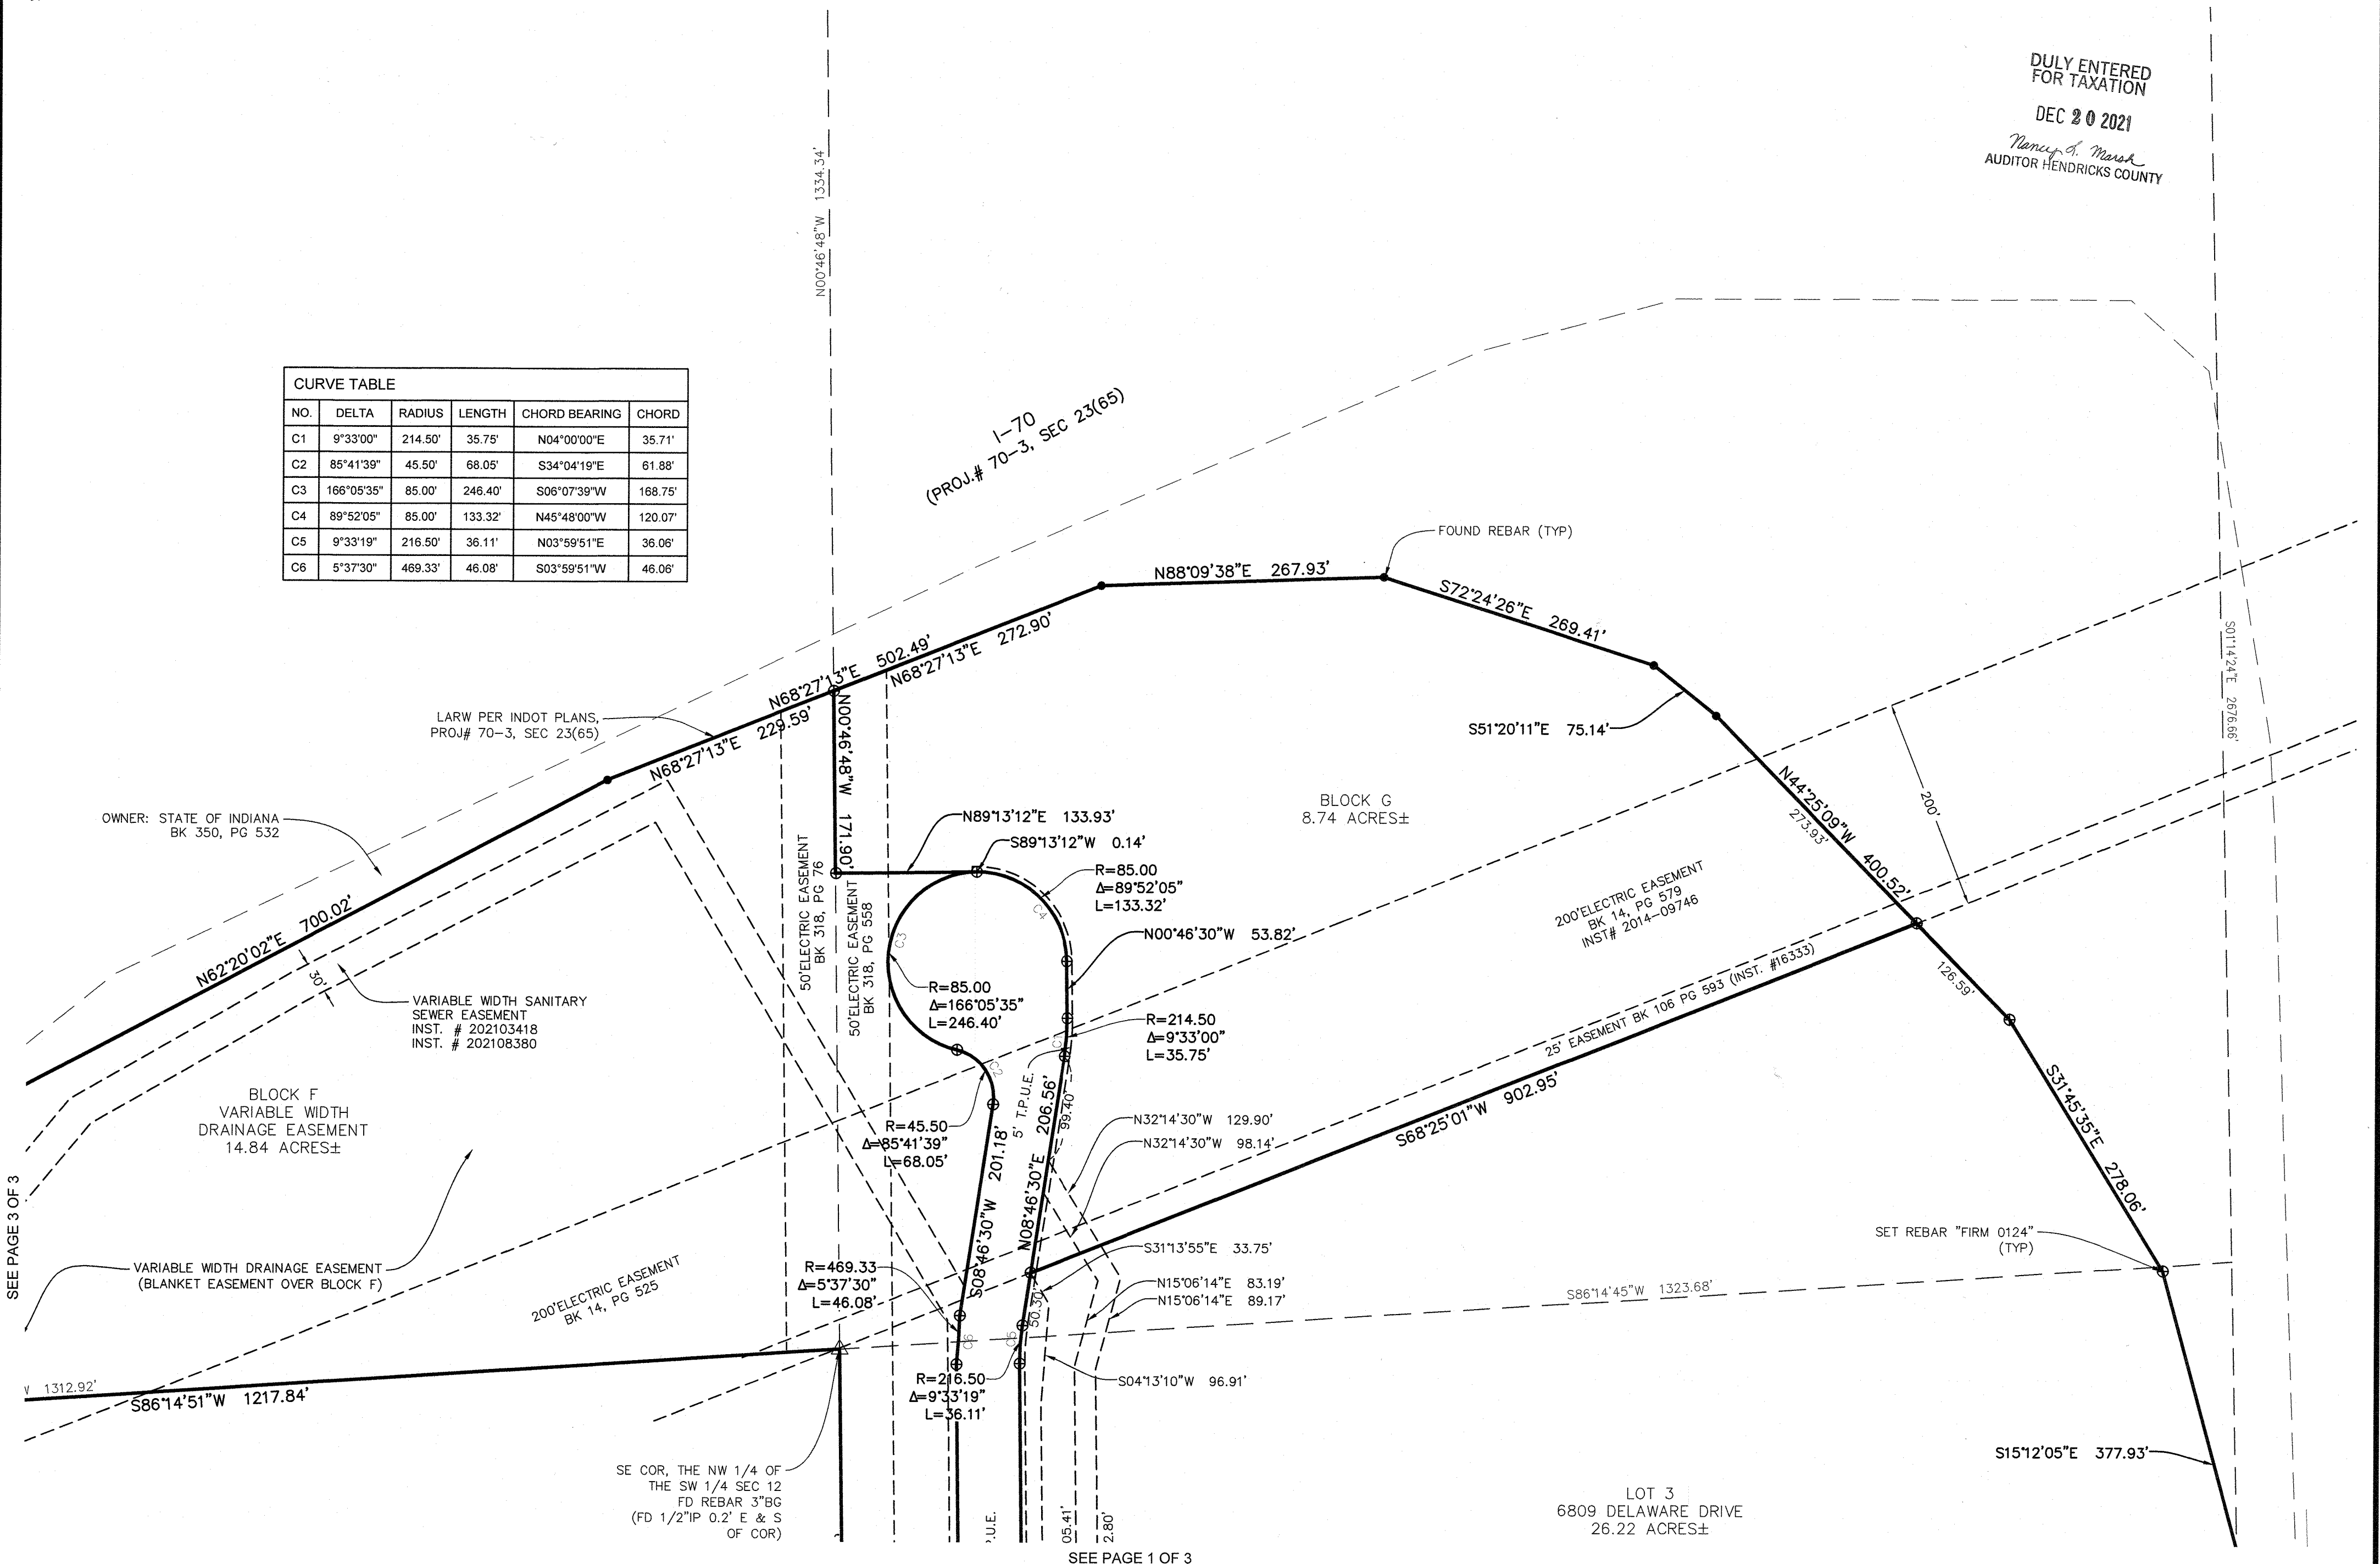 DULY ENTERED
FOR TAXATION
DEC 20 2021
Nancy L. Marsh
AUDITOR HENDRICKS COUNTY
N00°46'48"W 1334.34'
CURVE TABLE
NO. DELTA RADIUS LENGTH CHORD BEARING CHORD
C1 9°33'00" 214.50' 35.75' N04°00'00"E 35.71'
C2 85°41'39" 45.50' 68.05' S34°04'19"E 61.88'
C3 166°05'35" 85.00' 246.40' S06°07'39"W 168.75'
C4 89°52'05" 85.00' 133.32' N45°48'00"W 120.07'
C5 9°33'19" 216.50' 36.11' N03°59'51"E 36.06'
C6 5°37'30" 469.33' 46.08' S03°59'51"W 46.06'
I-70
(PROJ.# 70-3, SEC 23(65)
FOUND REBAR (TYP)
N88°09'38"E 267.93'
S72°24'26"E 269.41'
N68°27'13"E 502.49'
N68°27'13"E 272.90'
N68°27'13"E 229.59'
LARW PER INDOT PLANS,
PROJ# 70-3, SEC 23(65)
S51°20'11"E 75.14'
S01°14'24"E 2676.66'
N00°46'48"W 171.90'
N44°25'09"W 400.52'
273.93'
200'
OWNER: STATE OF INDIANA
BK 350, PG 532
N89°13'12"E 133.93'
S89°13'12"W 0.14'
BLOCK G
8.74 ACRES±
R=85.00
Δ=89°52'05"
L=133.32'
C4
C3
50'ELECTRIC EASEMENT
BK 318, PG 76
50'ELECTRIC EASEMENT
BK 318, PG 558
200'ELECTRIC EASEMENT
BK 14, PG 579
INST# 2014-09746
N62°20'02"E 700.02'
30'
N00°46'30"W 53.82'
126.59'
25' EASEMENT BK 106 PG 593 (INST. #16333)
VARIABLE WIDTH SANITARY
SEWER EASEMENT
INST. # 202103418
INST. # 202108380
R=85.00
Δ=166°05'35"
L=246.40'
R=214.50
Δ=9°33'00"
L=35.75'
C1
C2
BLOCK F
VARIABLE WIDTH
DRAINAGE EASEMENT
14.84 ACRES±
R=45.50
Δ=85°41'39"
L=68.05'
5' T.P.U.E.
N08°46'30"E 206.56'
99.40'
N32°14'30"W 129.90'
N32°14'30"W 98.14'
S68°25'01"W 902.95'
S31°45'35"E 278.06'
S08°46'30"W 201.18'
SEE PAGE 3 OF 3
SET REBAR "FIRM 0124"
(TYP)
S31°13'55"E 33.75'
VARIABLE WIDTH DRAINAGE EASEMENT
(BLANKET EASEMENT OVER BLOCK F)
200'ELECTRIC EASEMENT
BK 14, PG 525
R=469.33
Δ=5°37'30"
L=46.08'
N15°06'14"E 83.19'
N15°06'14"E 89.17'
50.30'
S86°14'45"W 1323.68'
C6
C5
W 1312.92'
S86°14'51"W 1217.84'
R=216.50
Δ=9°33'19"
L=36.11'
S04°13'10"W 96.91'
SE COR, THE NW 1/4 OF
THE SW 1/4 SEC 12
FD REBAR 3"BG
(FD 1/2"IP 0.2' E & S
OF COR)
S15°12'05"E 377.93'
LOT 3
6809 DELAWARE DRIVE
26.22 ACRES±
P.U.E.
05.41'
2.80'
SEE PAGE 1 OF 3